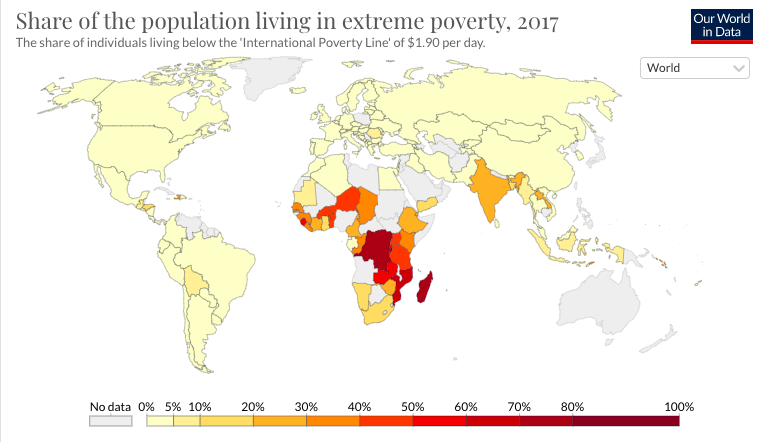 Share of the population living in extreme poverty, 2017
The share of individuals living below the 'International Poverty Line' of $1.90 per day.
Our World
in Data
World
No data 0% 5% 10% 20% 30% 40% 50% 60% 70% 80% 100%